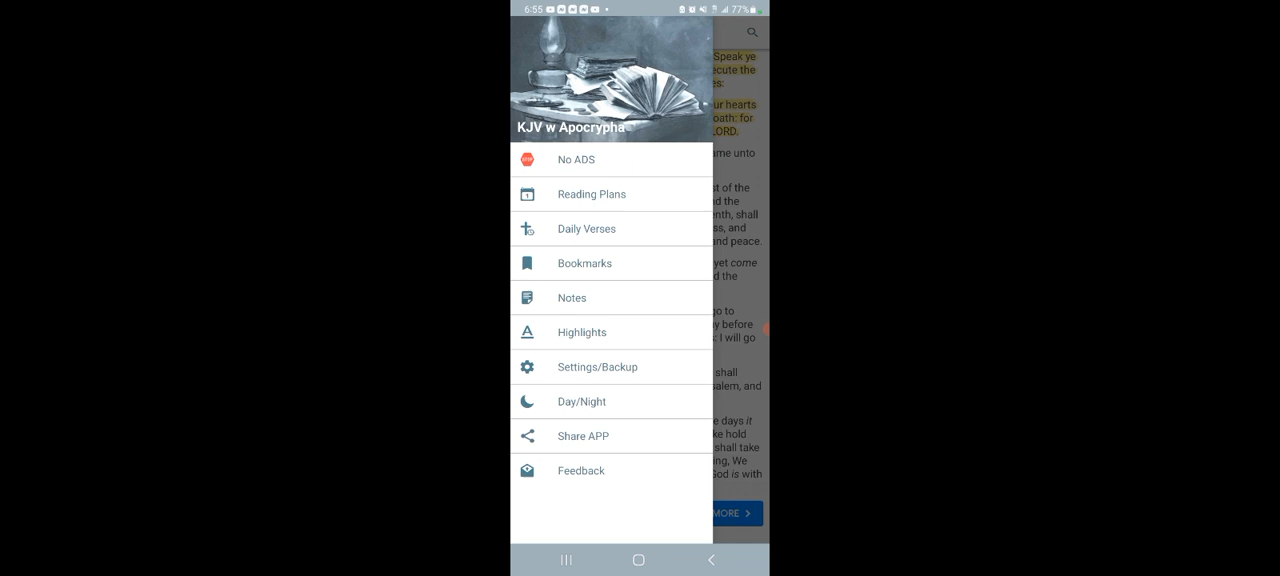 6:55
77%
KJV w Apocrypha
No ADS
Reading Plans
Daily Verses
Bookmarks
Notes
Highlights
Settings/Backup
Day/Night
Share APP
Feedback
Speak ye
ecute the
es:
ur hearts
oath: for
LORD.
ame unto
st of the
nd the
enth, shall
ss, and
and peace.
yet come
d the
go to
y before
: I will go
shall
salem, and
e days it
ke hold
shall take
ing, We
God is with
MORE